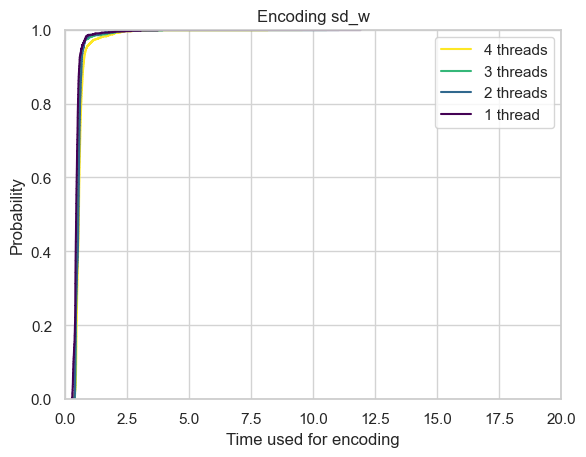 Encoding sd_w
4 threads
3 threads
2 threads
1 thread
Probability
1.0
0.8
0.6
0.4
0.2
0.0
0.0 2.5 5.0 7.5 10.0 12.5 15.0 17.5 20.0
Time used for encoding